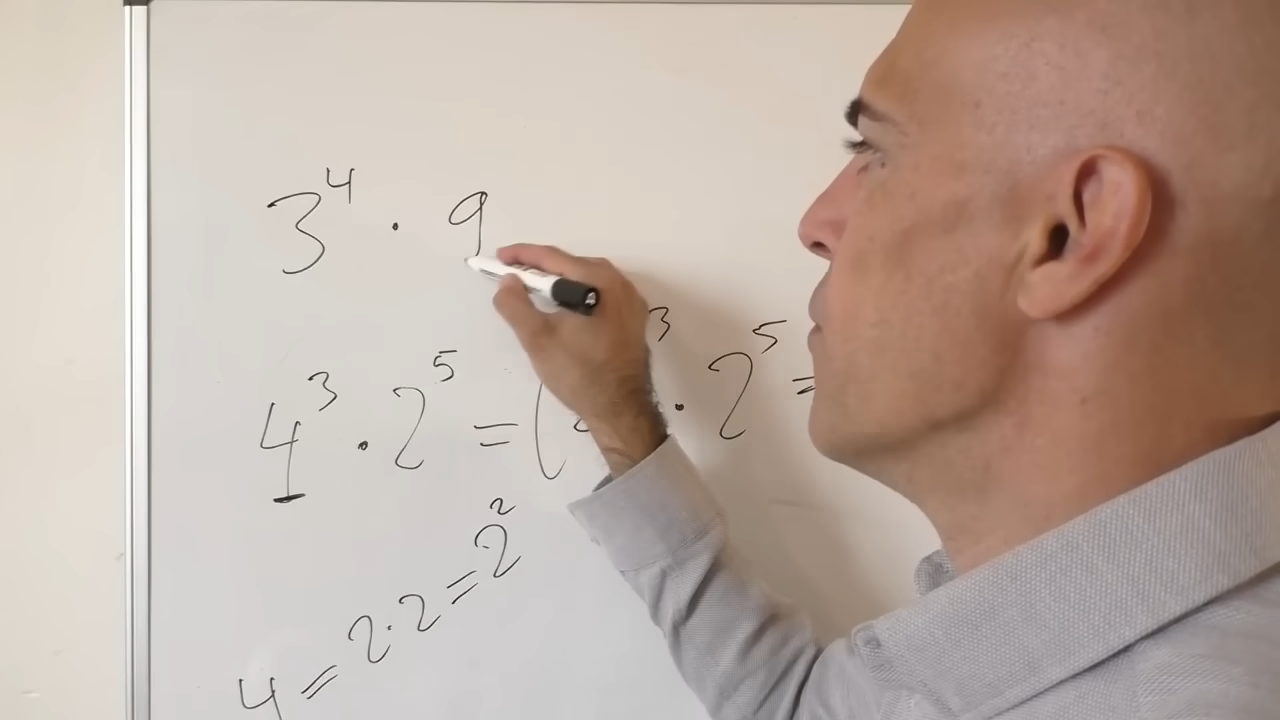 3⁴ · 9
4³ · 2⁵ = ( ³ · 2⁵ =
4 = 2·2 = 2²